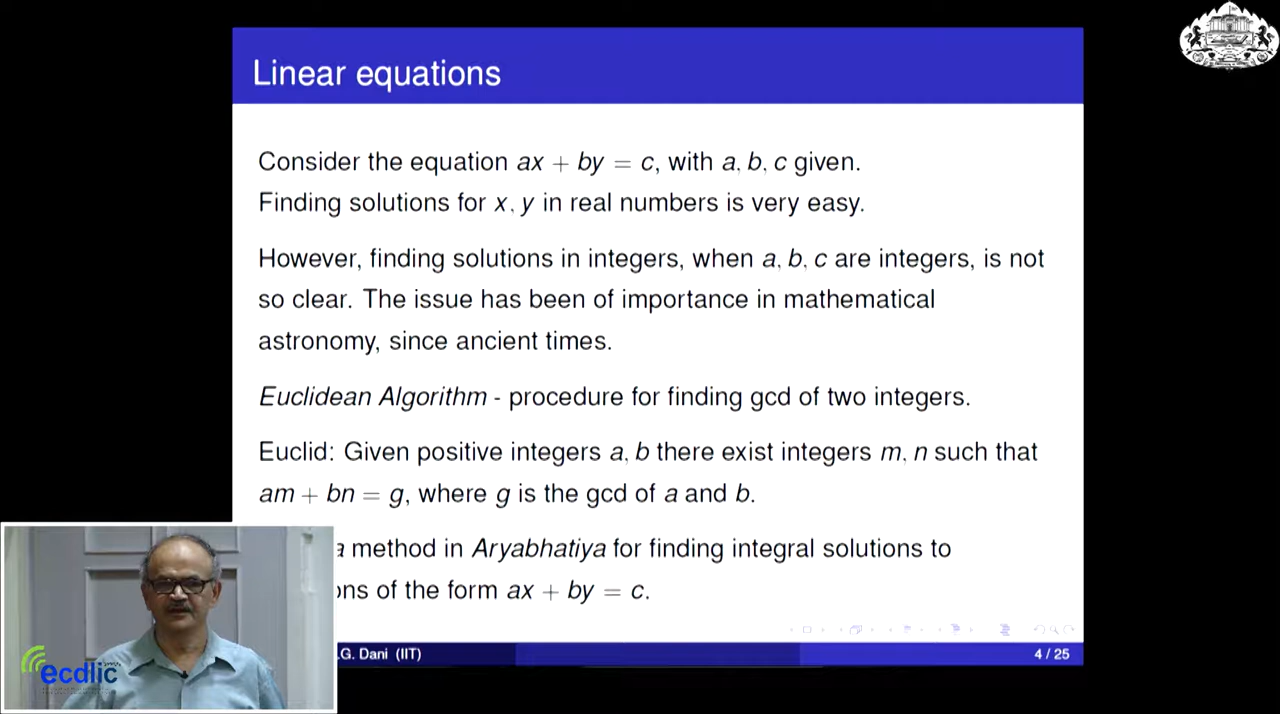 Linear equations
Consider the equation ax + by = c, with a, b, c given.
Finding solutions for x, y in real numbers is very easy.
However, finding solutions in integers, when a, b, c are integers, is not
so clear. The issue has been of importance in mathematical
astronomy, since ancient times.
Euclidean Algorithm - procedure for finding gcd of two integers.
Euclid: Given positive integers a, b there exist integers m, n such that
am + bn = g, where g is the gcd of a and b.
a method in Aryabhatiya for finding integral solutions to
ons of the form ax + by = c.
.G. Dani (IIT)
4 / 25
ecdlic